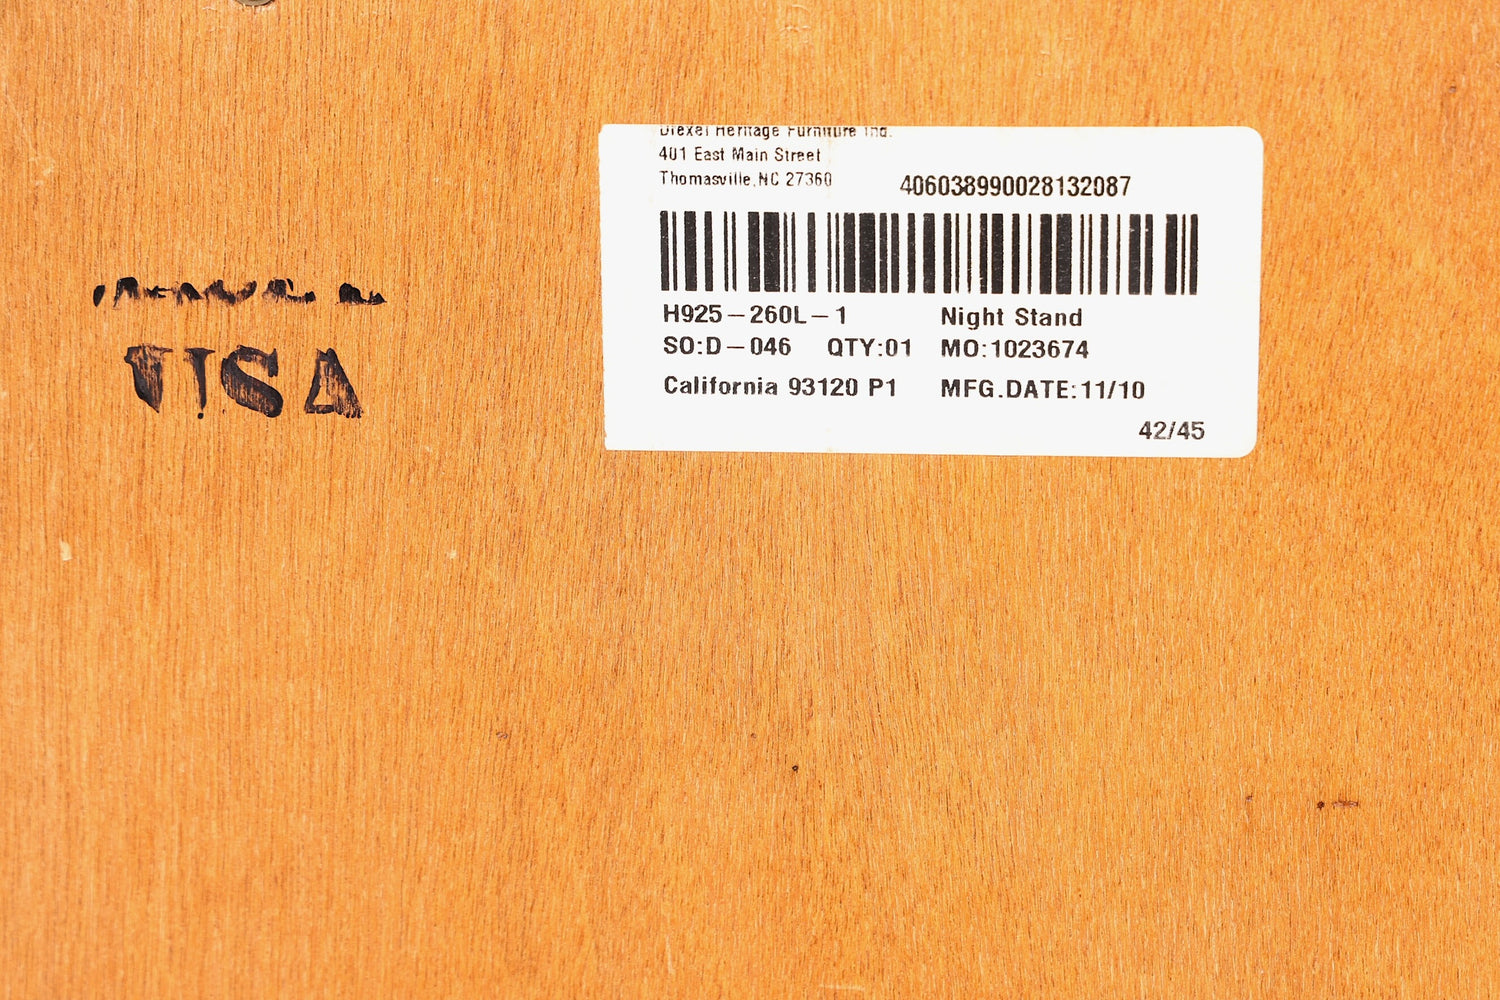 Drexel Heritage Furniture Ind.
401 East Main Street
Thomasville,NC 27360
406038990028132087
H925-260L-1 Night Stand
SO:D-046 QTY:01 MO:1023674
California 93120 P1 MFG.DATE:11/10
42/45
USA